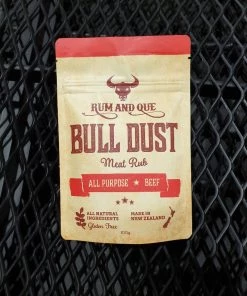 RUM AND QUE
BULL DUST
Meat Rub
ALL PURPOSE ★ BEEF
ALL NATURAL INGREDIENTS
Gluten Free
MADE IN NEW ZEALAND